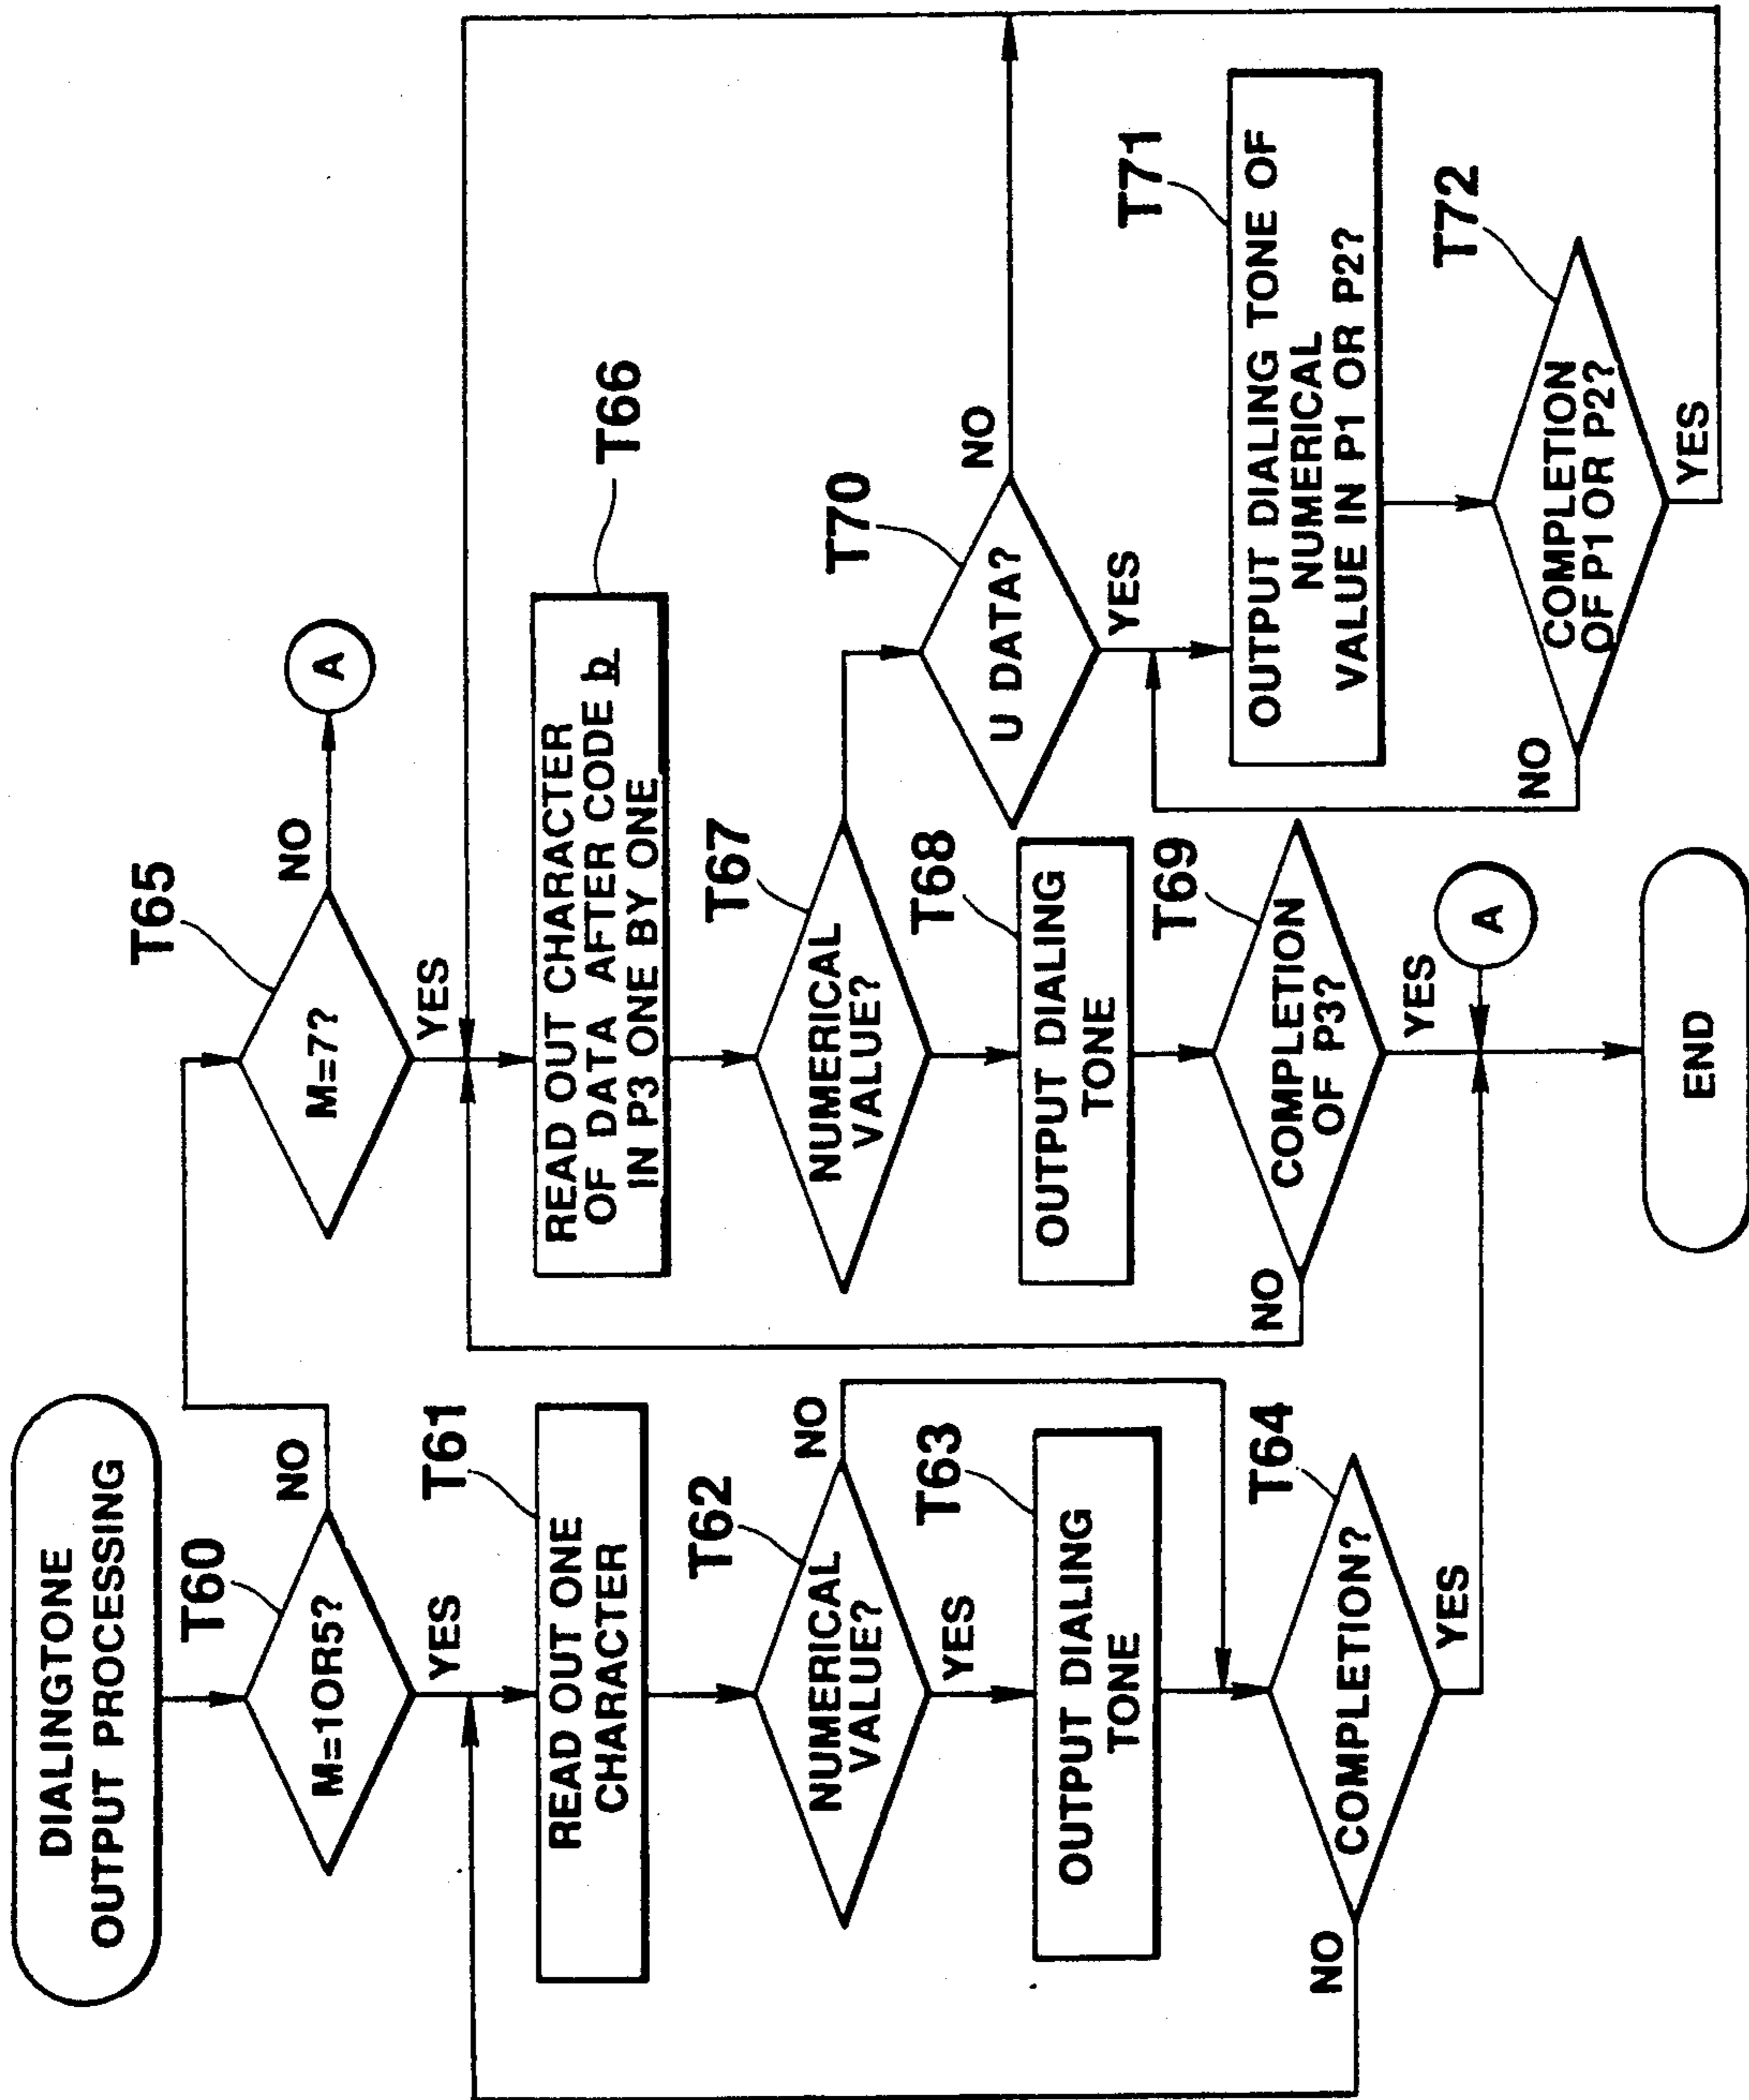 DIALINGTONE
OUTPUT PROCESSING
T60
M=1OR5?
NO
YES
T61
READ OUT ONE
CHARACTER
T62
NUMERICAL
VALUE?
NO
YES
T63
OUTPUT DIALING
TONE
T64
COMPLETION?
NO
YES
T65
M=7?
NO
A
YES
T66
READ OUT CHARACTER
OF DATA AFTER CODE b
IN P3 ONE BY ONE
T67
NUMERICAL
VALUE?
T68
OUTPUT DIALING
TONE
T69
COMPLETION
OF P3?
NO
YES
A
END
T70
U DATA?
NO
YES
T71
OUTPUT DIALING TONE OF
NUMERICAL
VALUE IN P1 OR P2?
T72
COMPLETION
OF P1 OR P2?
NO
YES